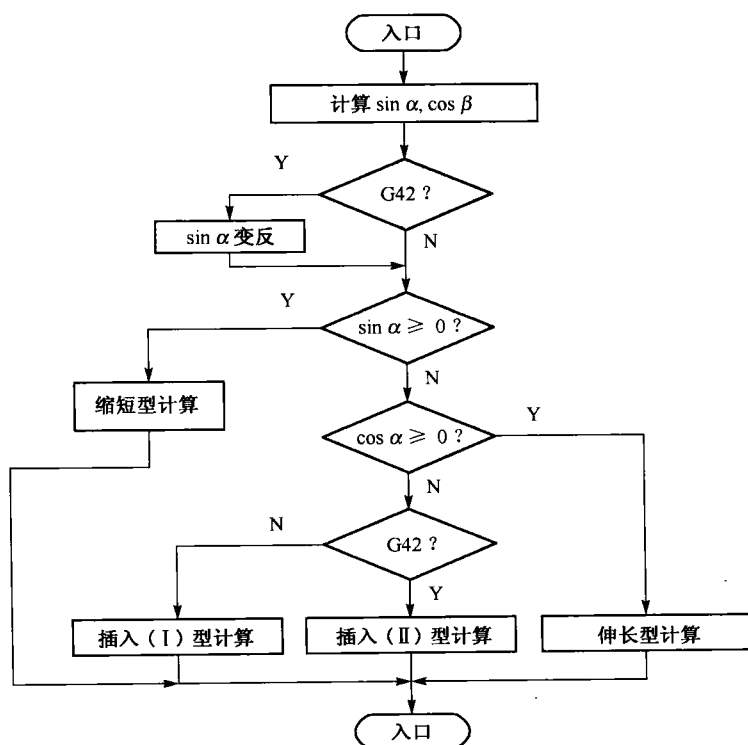 入口
计算 sin α, cos β
Y
G42 ?
sin α 变反
N
Y
sin α ≥ 0 ?
N
缩短型计算
Y
cos α ≥ 0 ?
N
N
G42 ?
Y
插入 (Ⅰ) 型计算
插入 (Ⅱ) 型计算
伸长型计算
入口